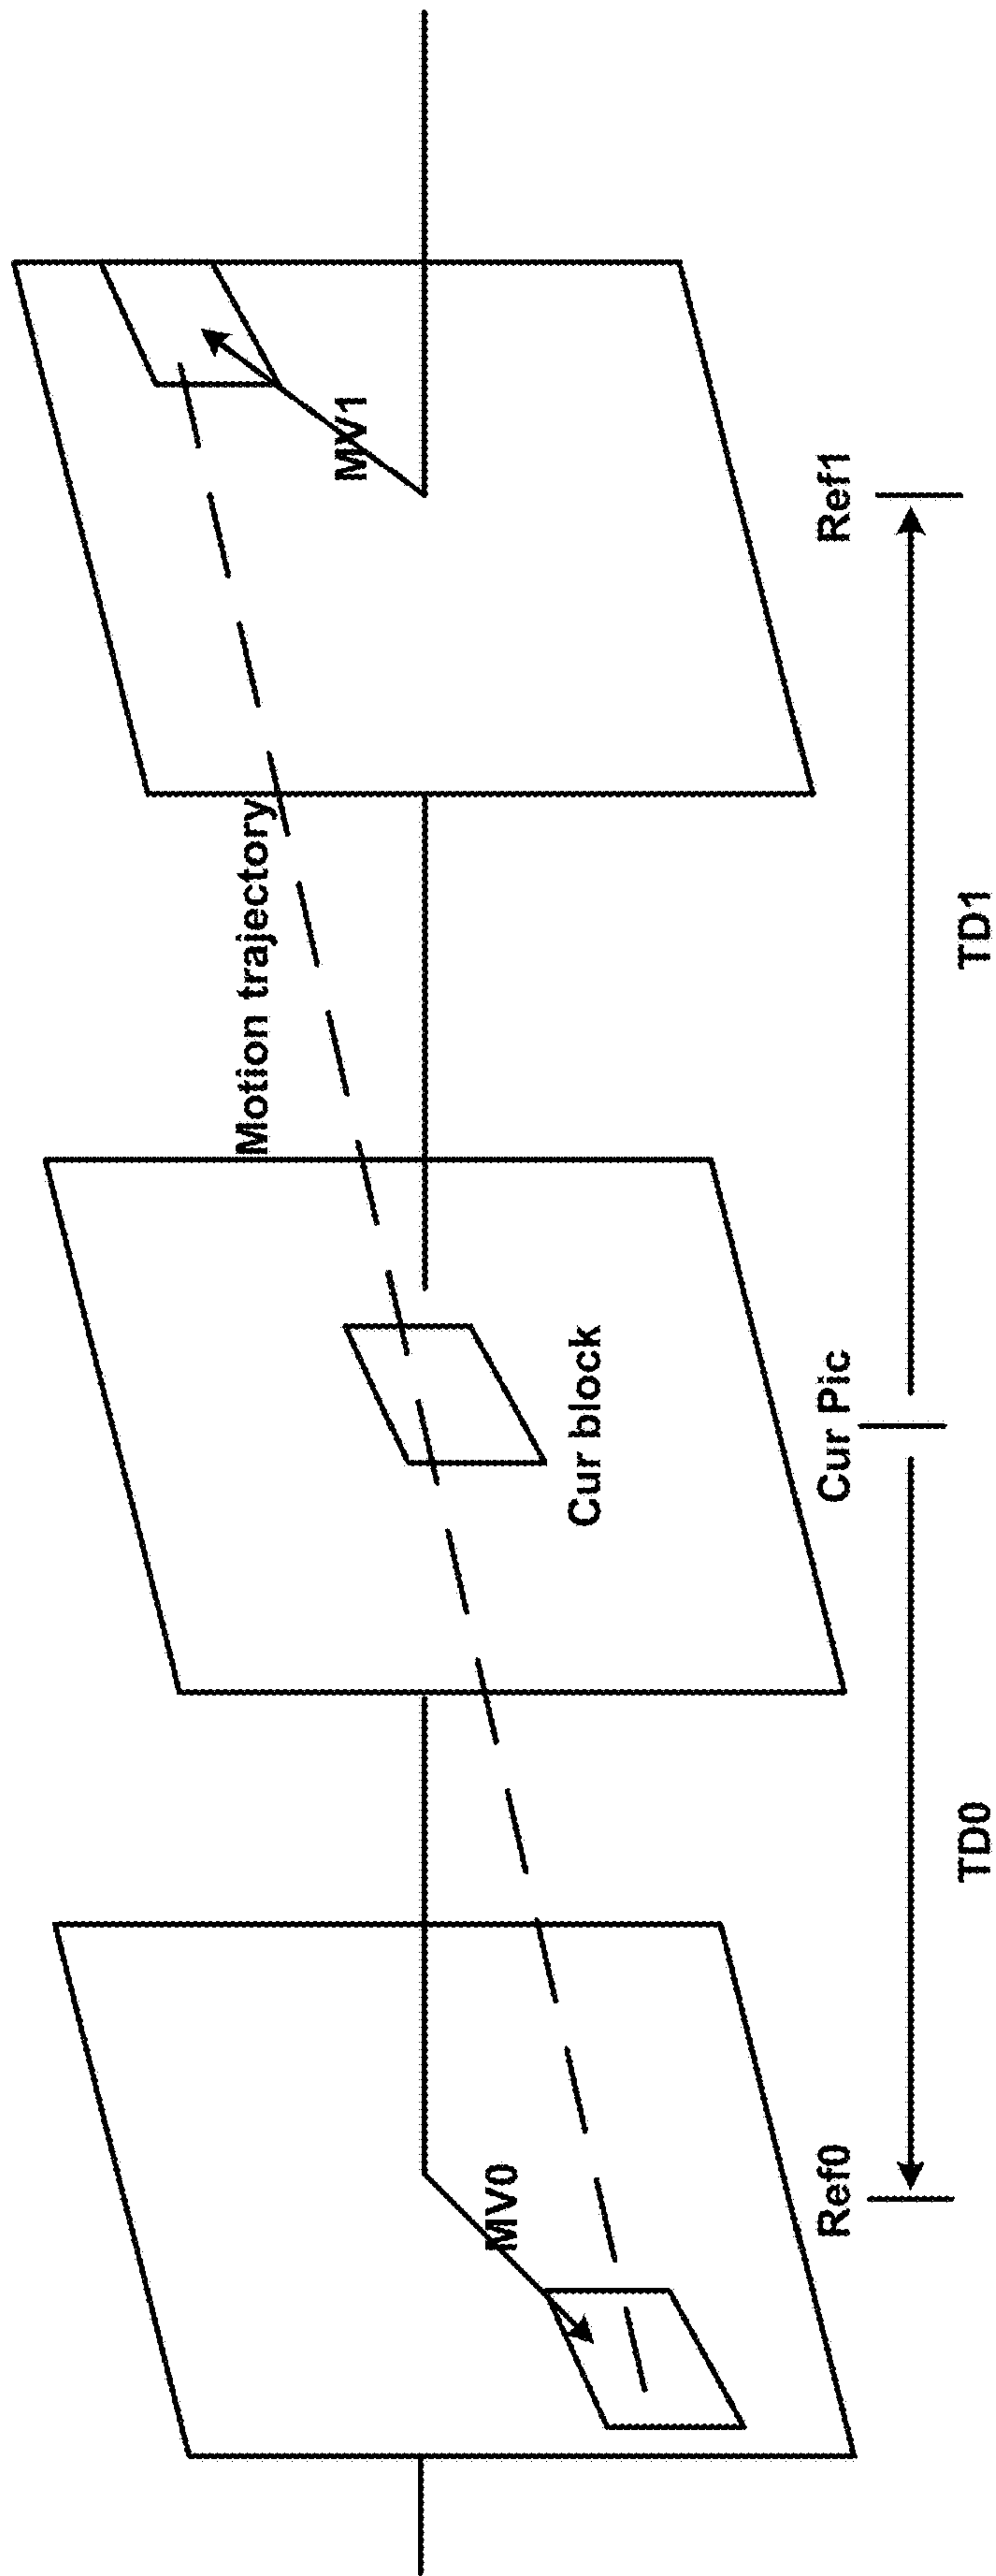 Motion trajectory
MV1
MV0
Cur block
Ref0
Cur Pic
Ref1
TD0
TD1